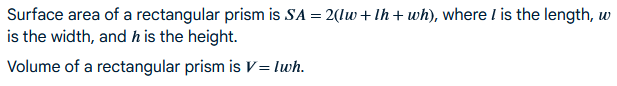 Surface area of a rectangular prism is SA = 2(lw + lh + wh), where l is the length, w
is the width, and h is the height.
Volume of a rectangular prism is V = lwh.